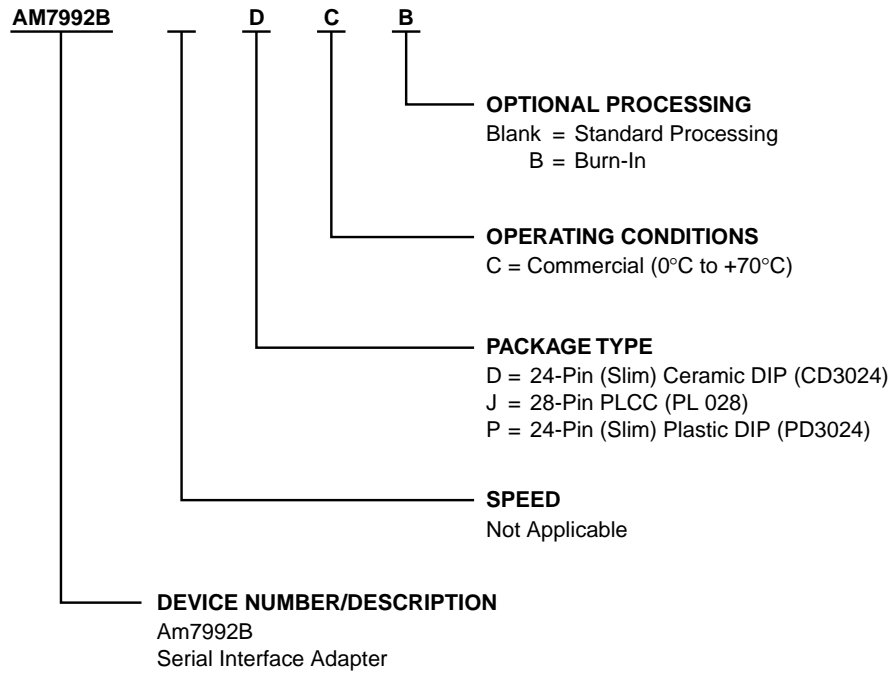 AM7992B D C B
OPTIONAL PROCESSING
Blank = Standard Processing
B = Burn-In
OPERATING CONDITIONS
C = Commercial (0°C to +70°C)
PACKAGE TYPE
D = 24-Pin (Slim) Ceramic DIP (CD3024)
J = 28-Pin PLCC (PL 028)
P = 24-Pin (Slim) Plastic DIP (PD3024)
SPEED
Not Applicable
DEVICE NUMBER/DESCRIPTION
Am7992B
Serial Interface Adapter